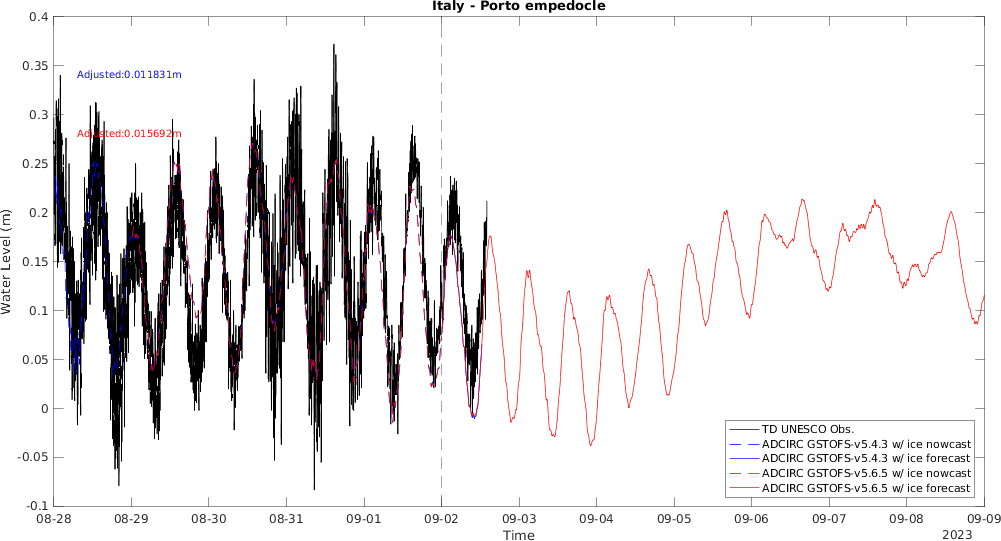 Italy - Porto empedocle
Water Level (m)
0.4
0.35
0.3
0.25
0.2
0.15
0.1
0.05
0
-0.05
-0.1
Adjusted:0.011831m
Adjusted:0.015692m
TD UNESCO Obs.
ADCIRC GSTOFS-v5.4.3 w/ ice nowcast
ADCIRC GSTOFS-v5.4.3 w/ ice forecast
ADCIRC GSTOFS-v5.6.5 w/ ice nowcast
ADCIRC GSTOFS-v5.6.5 w/ ice forecast
08-28 08-29 08-30 08-31 09-01 09-02 09-03 09-04 09-05 09-06 09-07 09-08 09-09
Time
2023